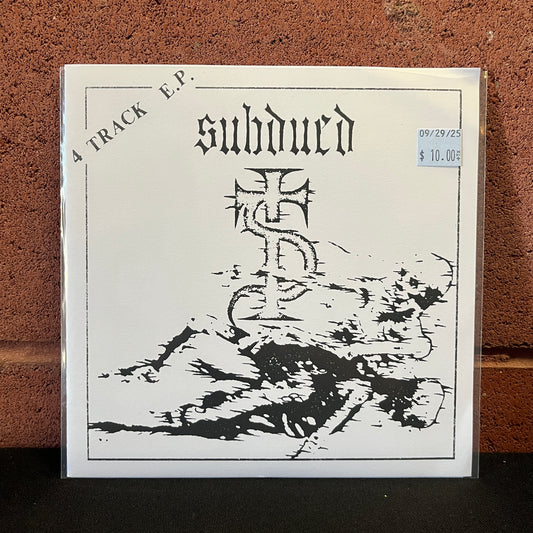 4 TRACK E.P.
subdued
09/29/25
$ 10.00